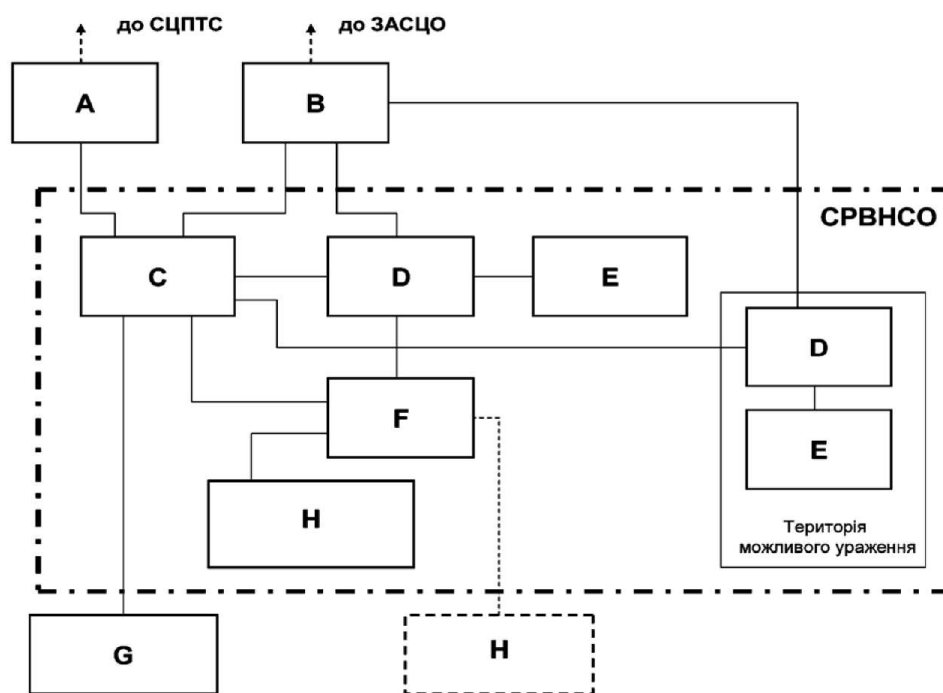 до СЦПТС
до ЗАСЦО
A
B
СРВНСО
C
D
E
D
F
E
H
Територія
можливого ураження
G
H